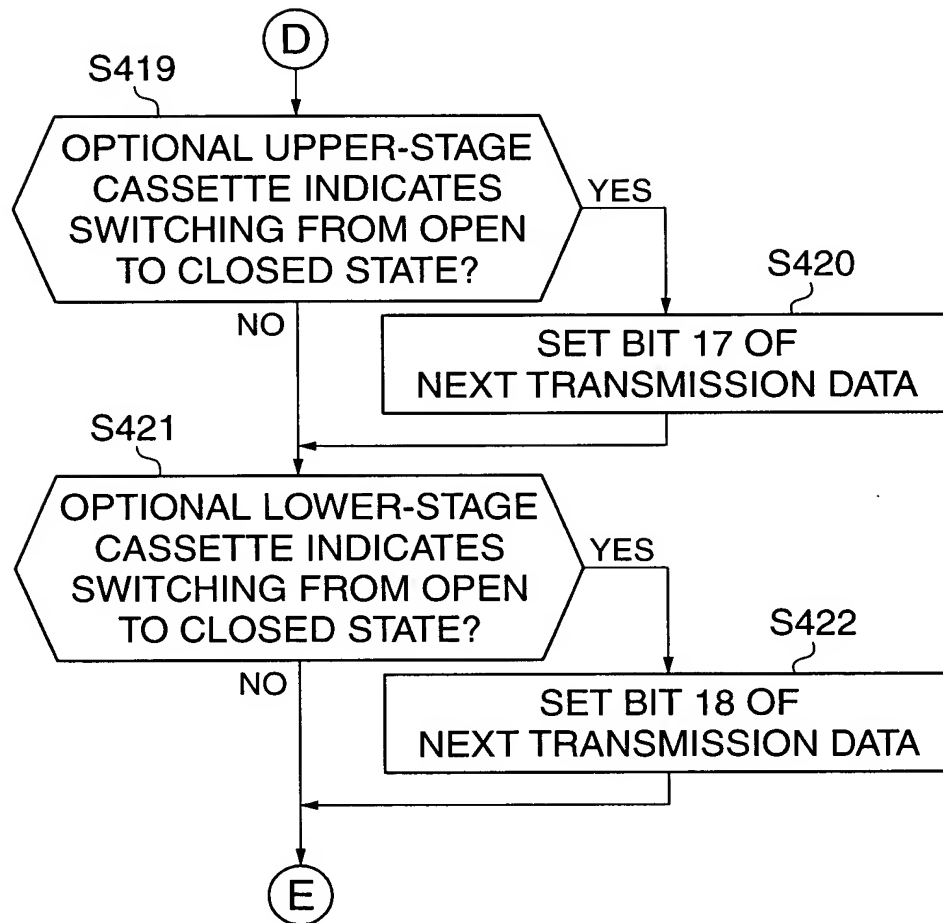 D
S419
OPTIONAL UPPER-STAGE
CASSETTE INDICATES
SWITCHING FROM OPEN
TO CLOSED STATE?
YES
NO
S420
SET BIT 17 OF
NEXT TRANSMISSION DATA
S421
OPTIONAL LOWER-STAGE
CASSETTE INDICATES
SWITCHING FROM OPEN
TO CLOSED STATE?
YES
NO
S422
SET BIT 18 OF
NEXT TRANSMISSION DATA
E